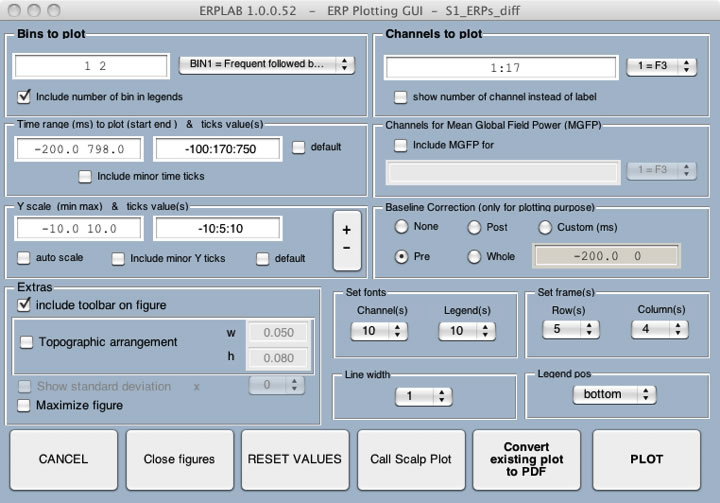 ERPLAB 1.0.0.52 - ERP Plotting GUI - S1_ERPs_diff
Bins to plot
1 2
BIN1 = Frequent followed b...
Include number of bin in legends
Channels to plot
1:17
1 = F3
show number of channel instead of label
Time range (ms) to plot (start end ) & ticks value(s)
-200.0 798.0
-100:170:750
default
Include minor time ticks
Channels for Mean Global Field Power (MGFP)
Include MGFP for
1 = F3
Y scale (min max) & ticks value(s)
-10.0 10.0
-10:5:10
+
-
auto scale
Include minor Y ticks
default
Baseline Correction (only for plotting purpose)
None
Post
Custom (ms)
Pre
Whole
-200.0 0
Extras
include toolbar on figure
Topographic arrangement
w
0.050
h
0.080
Show standard deviation x
0
Maximize figure
Set fonts
Channel(s)
Legend(s)
10
10
Set frame(s)
Row(s)
Column(s)
5
4
Line width
1
Legend pos
bottom
CANCEL
Close figures
RESET VALUES
Call Scalp Plot
Convert
existing plot
to PDF
PLOT